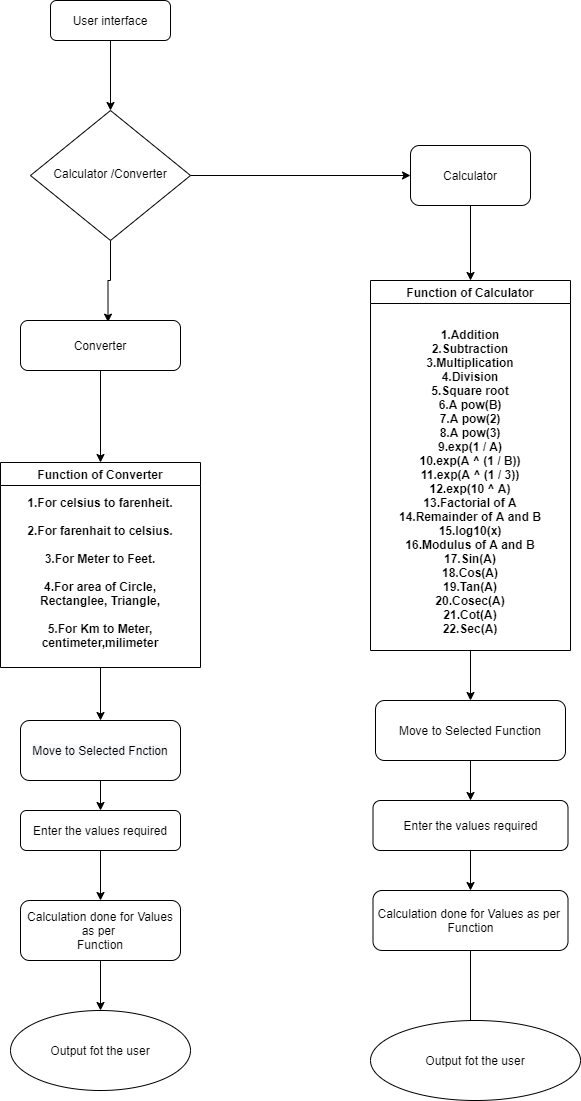 User interface
Calculator /Converter
Calculator
Function of Calculator
1.Addition
2.Subtraction
3.Multiplication
4.Division
5.Square root
6.A pow(B)
7.A pow(2)
8.A pow(3)
9.exp(1 / A)
10.exp(A ^ (1 / B))
11.exp(A ^ (1 / 3))
12.exp(10 ^ A)
13.Factorial of A
14.Remainder of A and B
15.log10(x)
16.Modulus of A and B
17.Sin(A)
18.Cos(A)
19.Tan(A)
20.Cosec(A)
21.Cot(A)
22.Sec(A)
Move to Selected Function
Enter the values required
Calculation done for Values as per
Function
Output fot the user
Converter
Function of Converter
1.For celsius to farenheit.
2.For farenhait to celsius.
3.For Meter to Feet.
4.For area of Circle,
Rectanglee, Triangle,
5.For Km to Meter,
centimeter,milimeter
Move to Selected Fnction
Enter the values required
Calculation done for Values
as per
Function
Output fot the user